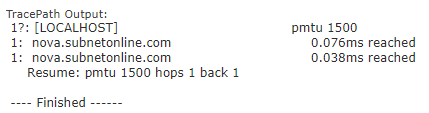 TracePath Output:
1?: [LOCALHOST] pmtu 1500
1: nova.subnetonline.com 0.076ms reached
1: nova.subnetonline.com 0.038ms reached
Resume: pmtu 1500 hops 1 back 1
---- Finished ------